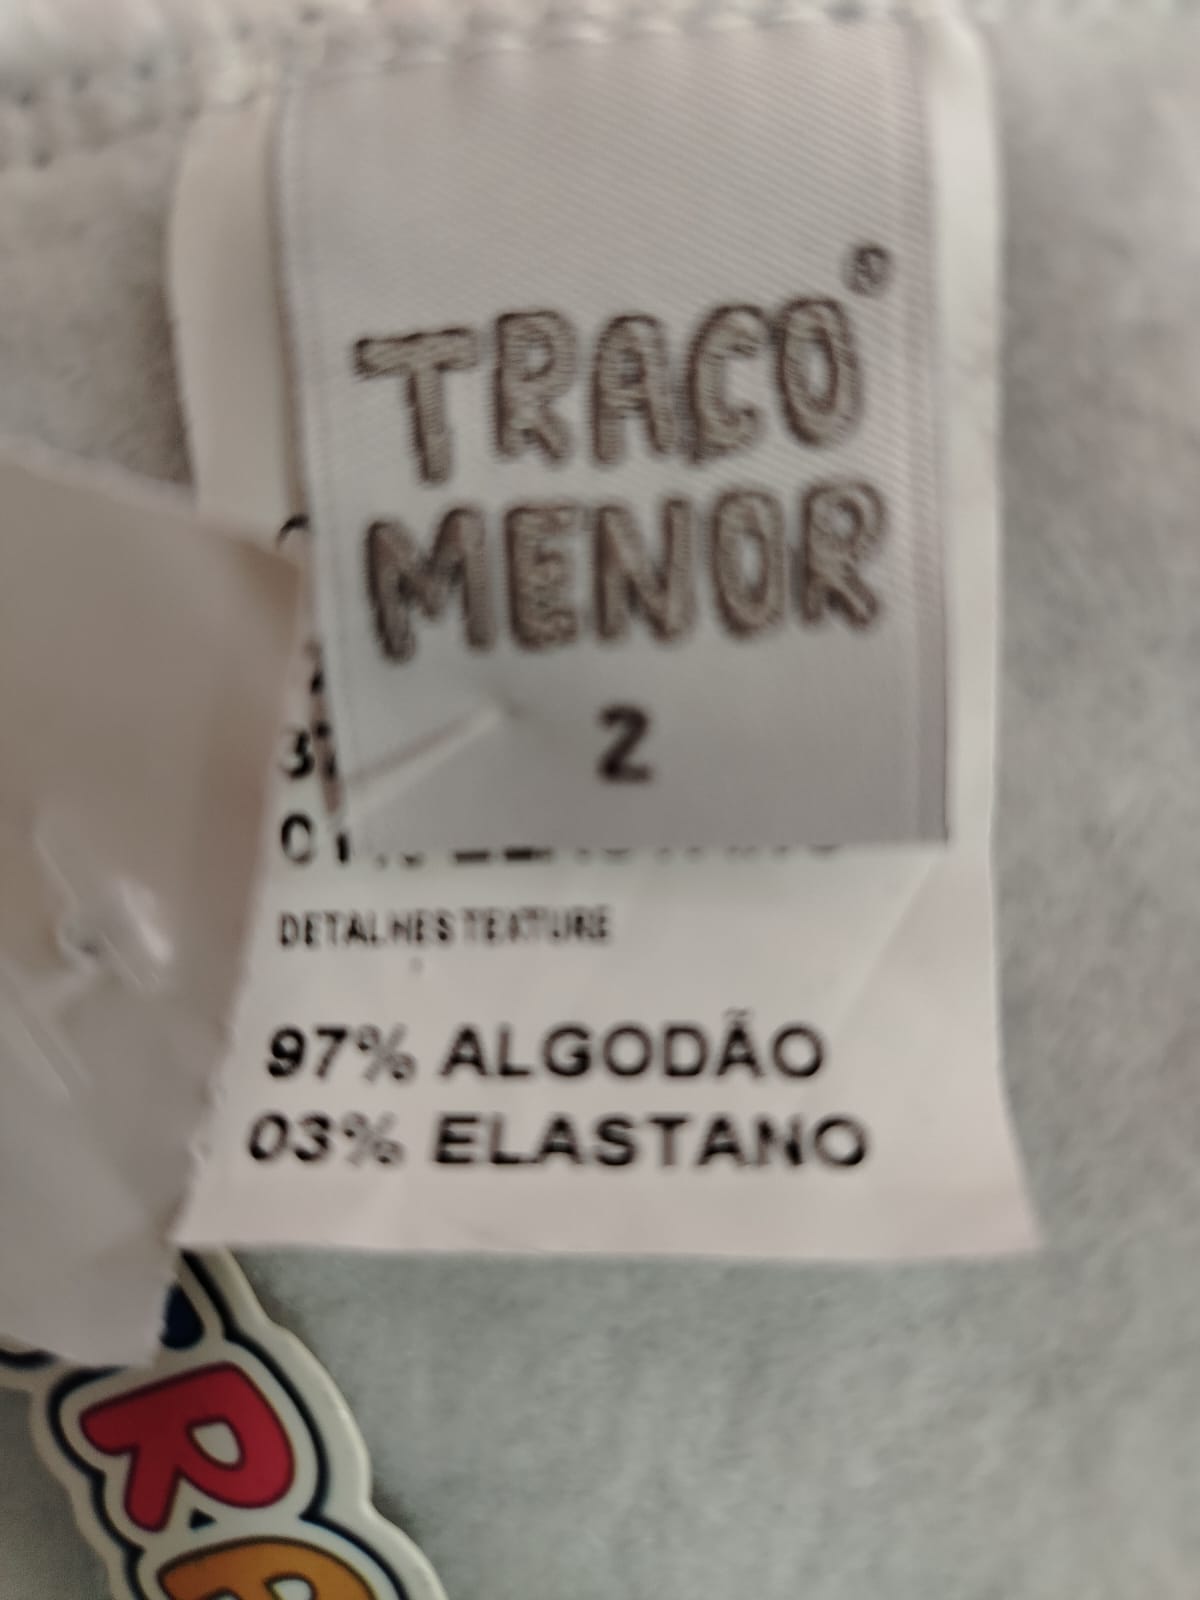 TRACO®
MENOR
2
DETALHES TEXTURE
97% ALGODÃO
03% ELASTANO
R